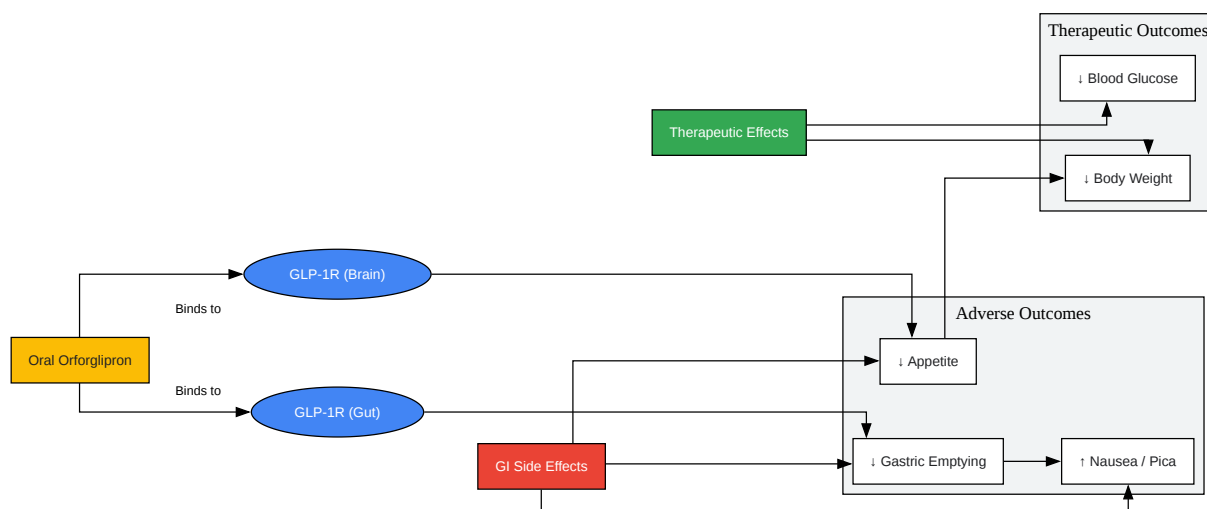 Therapeutic Outcomes
↓ Blood Glucose
Therapeutic Effects
↓ Body Weight
GLP-1R (Brain)
Binds to
Adverse Outcomes
Oral Orforglipron
↓ Appetite
Binds to
GLP-1R (Gut)
GI Side Effects
↓ Gastric Emptying
↑ Nausea / Pica